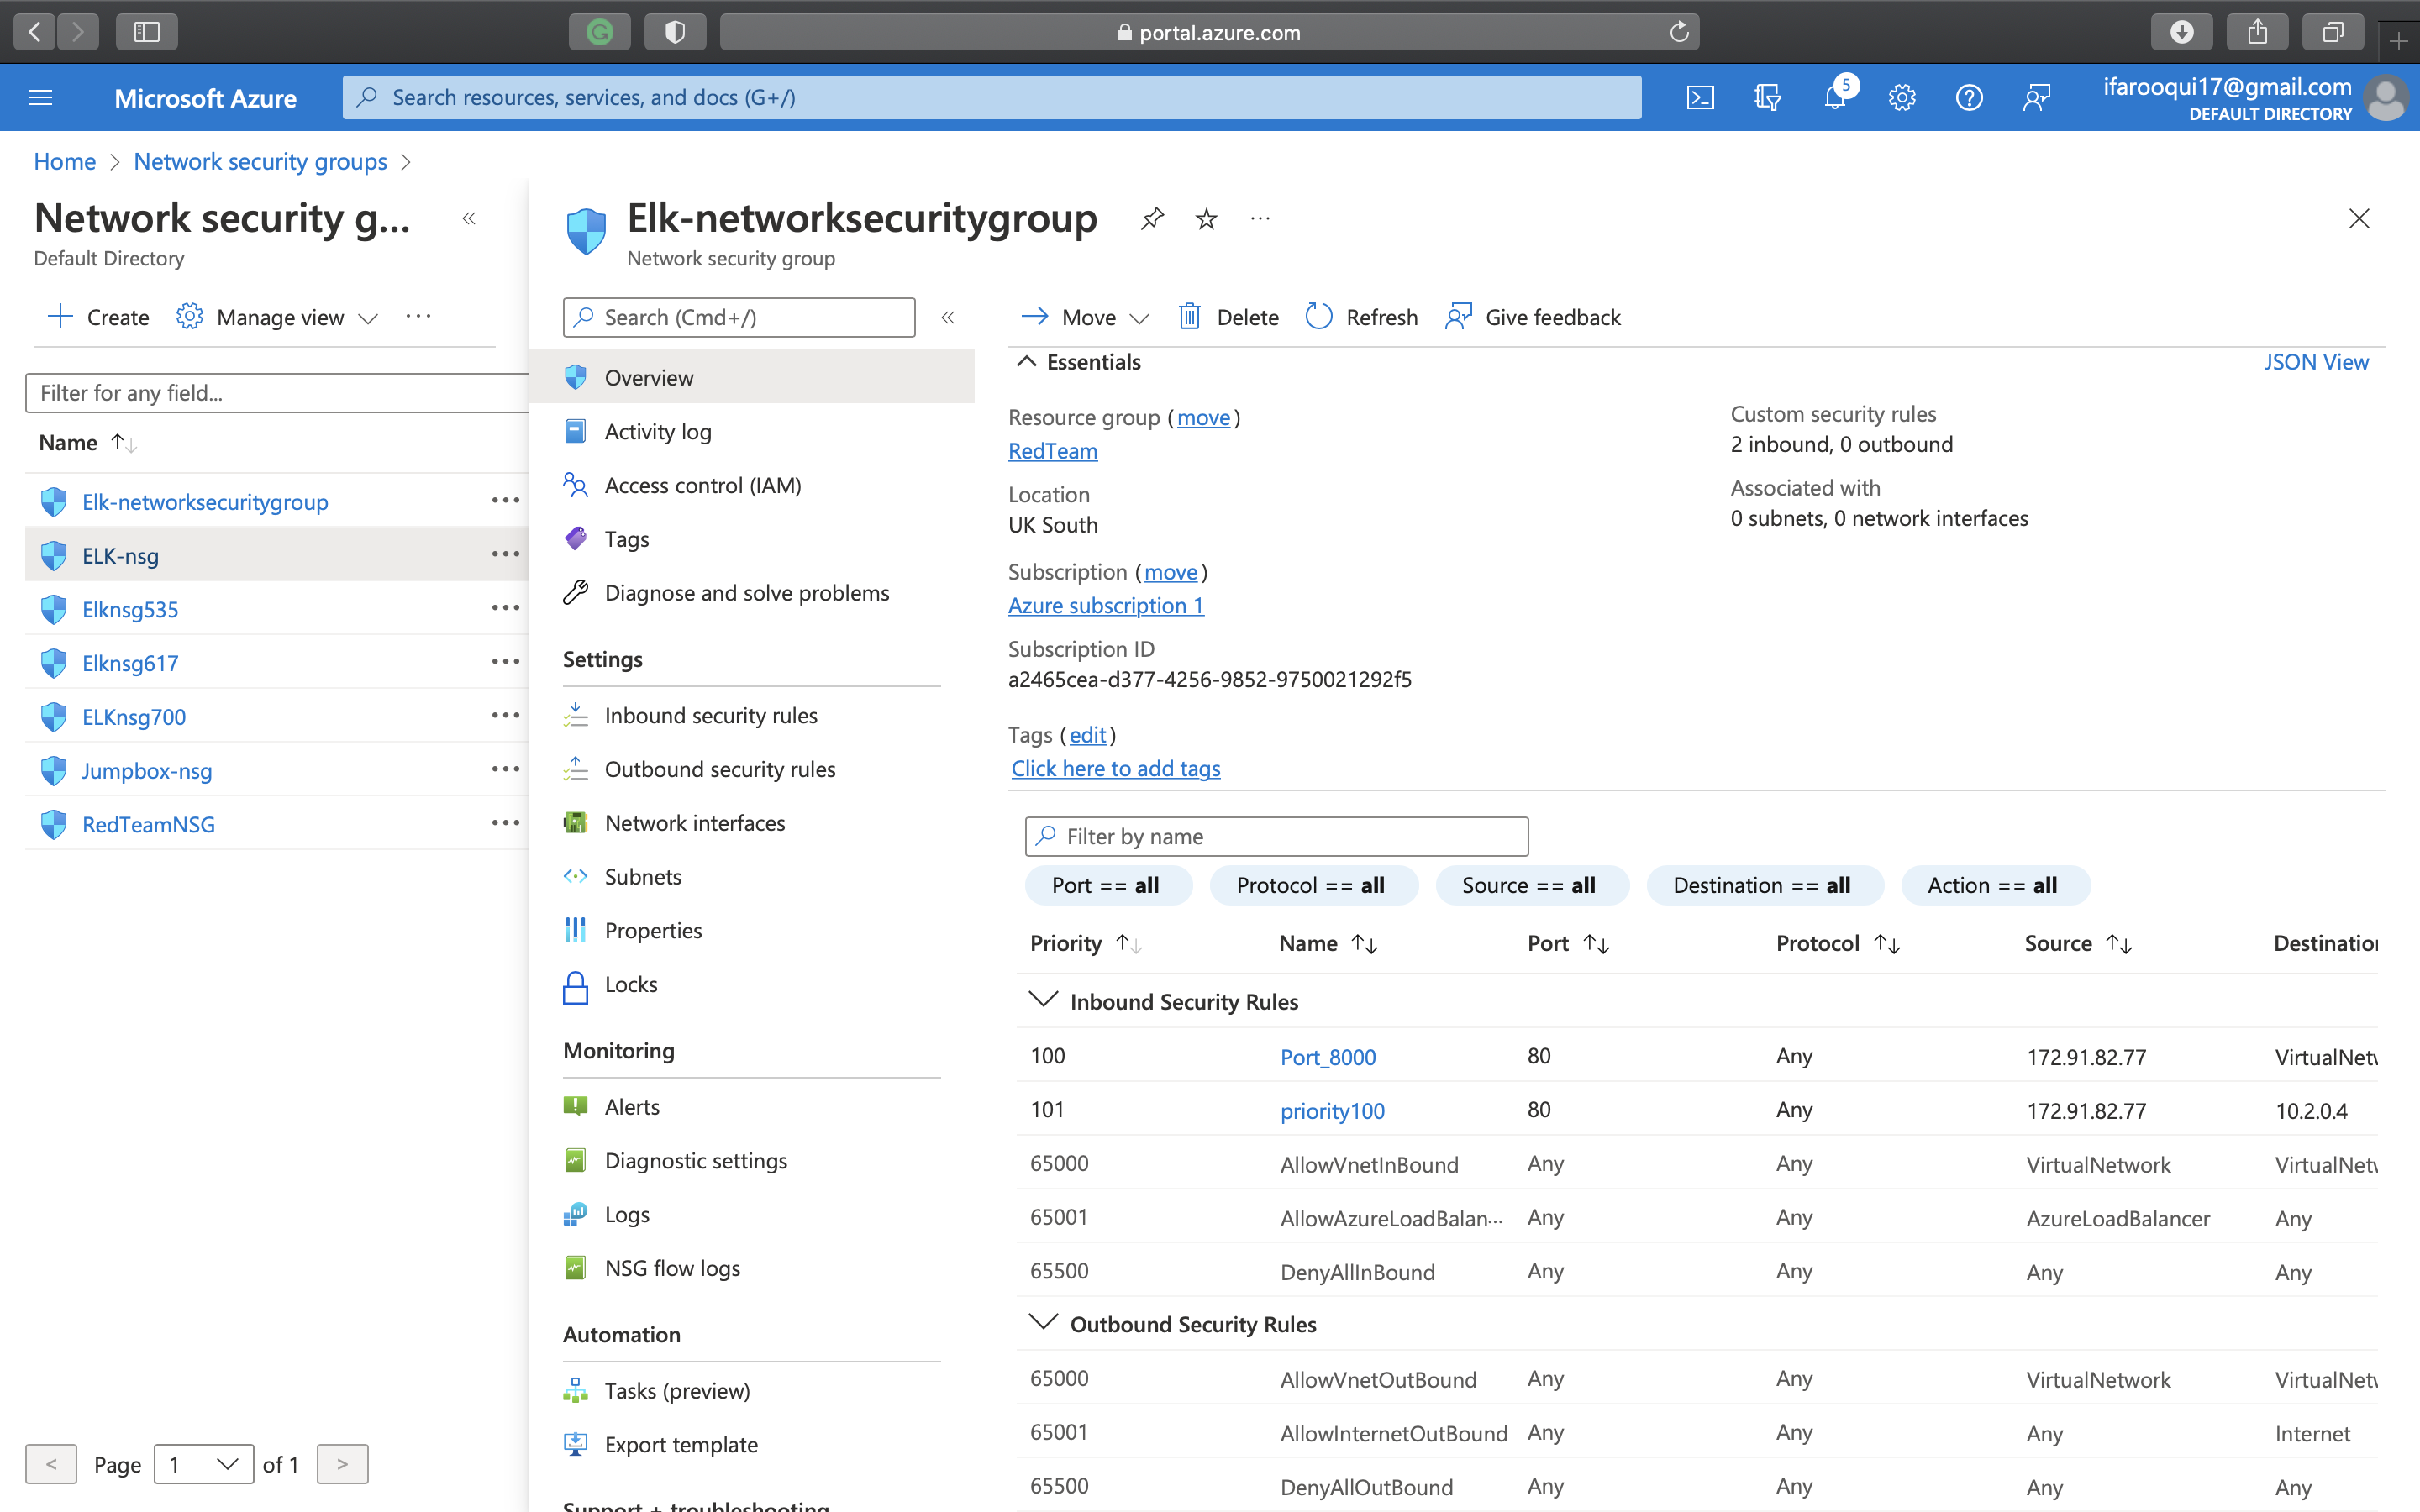 portal.azure.com
Microsoft Azure
Search resources, services, and docs (G+/)
5
ifarooqui17@gmail.com
DEFAULT DIRECTORY
Home > Network security groups >
Network security g...
Default Directory
Create
Manage view
Filter for any field...
Name
Elk-networksecuritygroup
ELK-nsg
Elknsg535
Elknsg617
ELKnsg700
Jumpbox-nsg
RedTeamNSG
< Page 1 of 1 >
Elk-networksecuritygroup
Network security group
Search (Cmd+/)
Overview
Activity log
Access control (IAM)
Tags
Diagnose and solve problems
Settings
Inbound security rules
Outbound security rules
Network interfaces
Subnets
Properties
Locks
Monitoring
Alerts
Diagnostic settings
Logs
NSG flow logs
Automation
Tasks (preview)
Export template
Support + troubleshooting
Move Delete Refresh Give feedback
Essentials
JSON View
Resource group (move)
RedTeam
Location
UK South
Subscription (move)
Azure subscription 1
Subscription ID
a2465cea-d377-4256-9852-9750021292f5
Custom security rules
2 inbound, 0 outbound
Associated with
0 subnets, 0 network interfaces
Tags (edit)
Click here to add tags
Filter by name
Port == all Protocol == all Source == all Destination == all Action == all
Priority Name Port Protocol Source Destination
Inbound Security Rules
100 Port_8000 80 Any 172.91.82.77 VirtualNetw
101 priority100 80 Any 172.91.82.77 10.2.0.4
65000 AllowVnetInBound Any Any VirtualNetwork VirtualNetw
65001 AllowAzureLoadBalan··· Any Any AzureLoadBalancer Any
65500 DenyAllInBound Any Any Any Any
Outbound Security Rules
65000 AllowVnetOutBound Any Any VirtualNetwork VirtualNetw
65001 AllowInternetOutBound Any Any Any Internet
65500 DenyAllOutBound Any Any Any Any